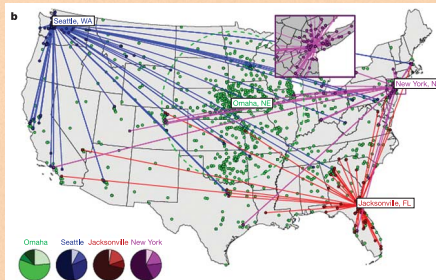 b
Seattle, WA
Omaha, NE
New York, N
Jacksonville, FL
Omaha Seattle Jacksonville New York